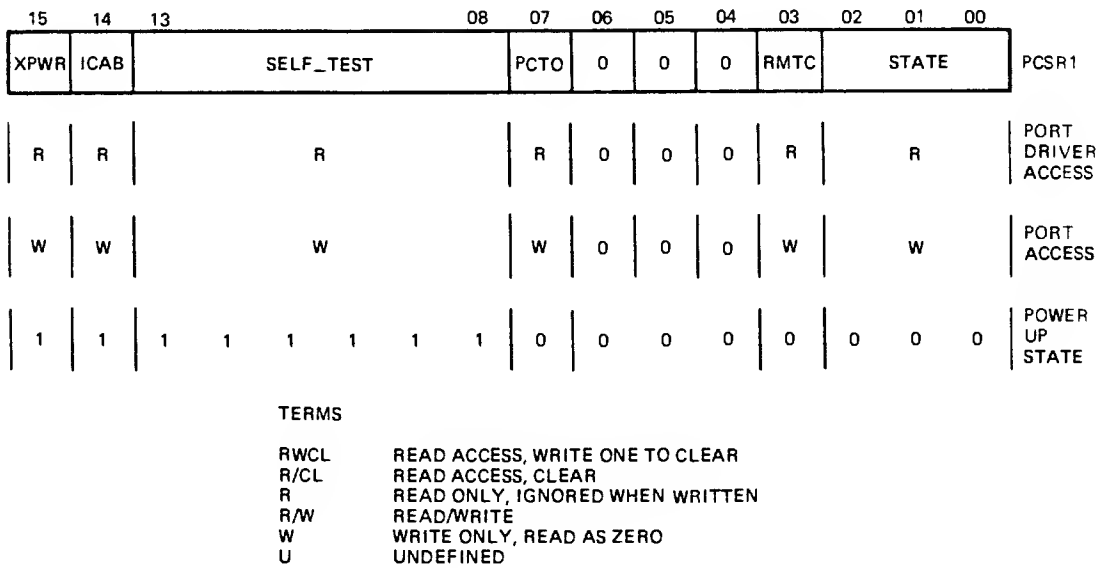 15 14 13 08 07 06 05 04 03 02 01 00
XPWR ICAB SELF_TEST PCTO 0 0 0 RMTC STATE PCSR1
R R R R 0 0 0 R R PORT DRIVER ACCESS
W W W W 0 0 0 W W PORT ACCESS
1 1 1 1 1 1 1 1 0 0 0 0 0 0 0 0 POWER UP STATE
TERMS
RWCL READ ACCESS, WRITE ONE TO CLEAR
R/CL READ ACCESS, CLEAR
R READ ONLY, IGNORED WHEN WRITTEN
R/W READ/WRITE
W WRITE ONLY, READ AS ZERO
U UNDEFINED